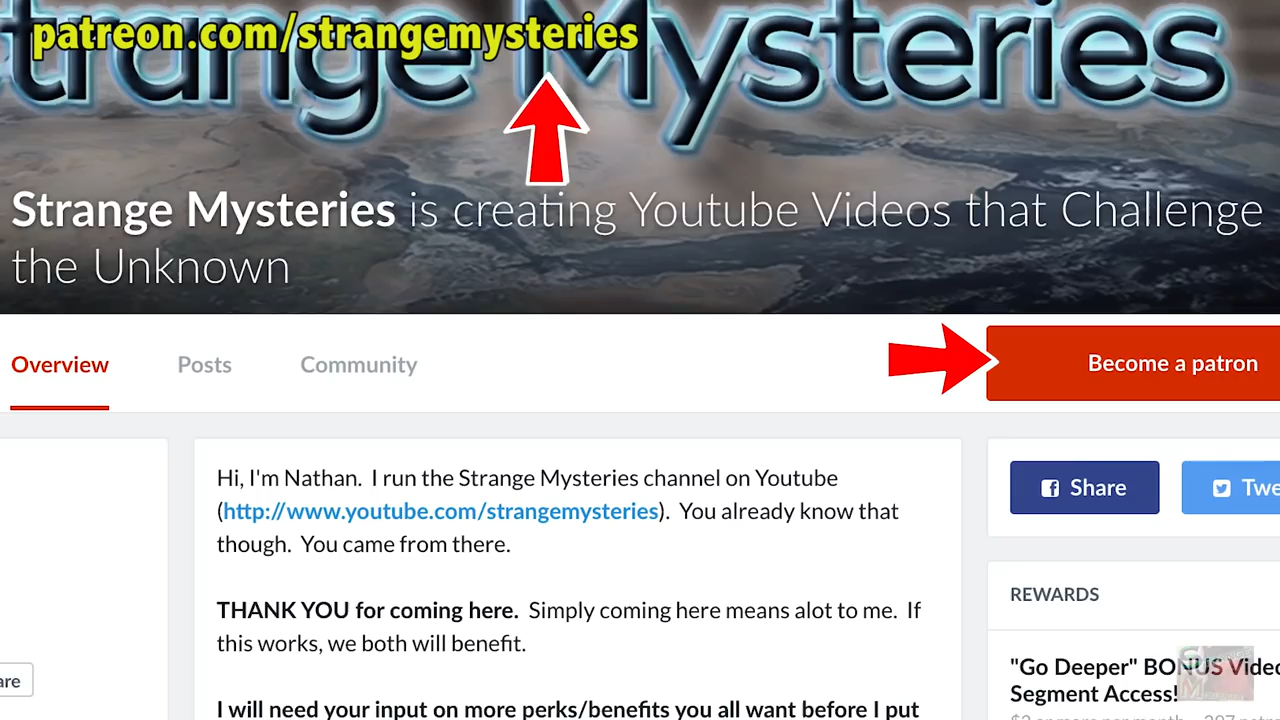 patreon.com/strangemysteries
trange Mysteries
Strange Mysteries is creating Youtube Videos that Challenge
the Unknown
Overview Posts Community
Become a patron
Hi, I'm Nathan. I run the Strange Mysteries channel on Youtube
(http://www.youtube.com/strangemysteries). You already know that
though. You came from there.
THANK YOU for coming here. Simply coming here means alot to me. If
this works, we both will benefit.
I will need your input on more perks/benefits you all want before I put
are
Share
Twe
REWARDS
"Go Deeper" BONUS Video
Segment Access!